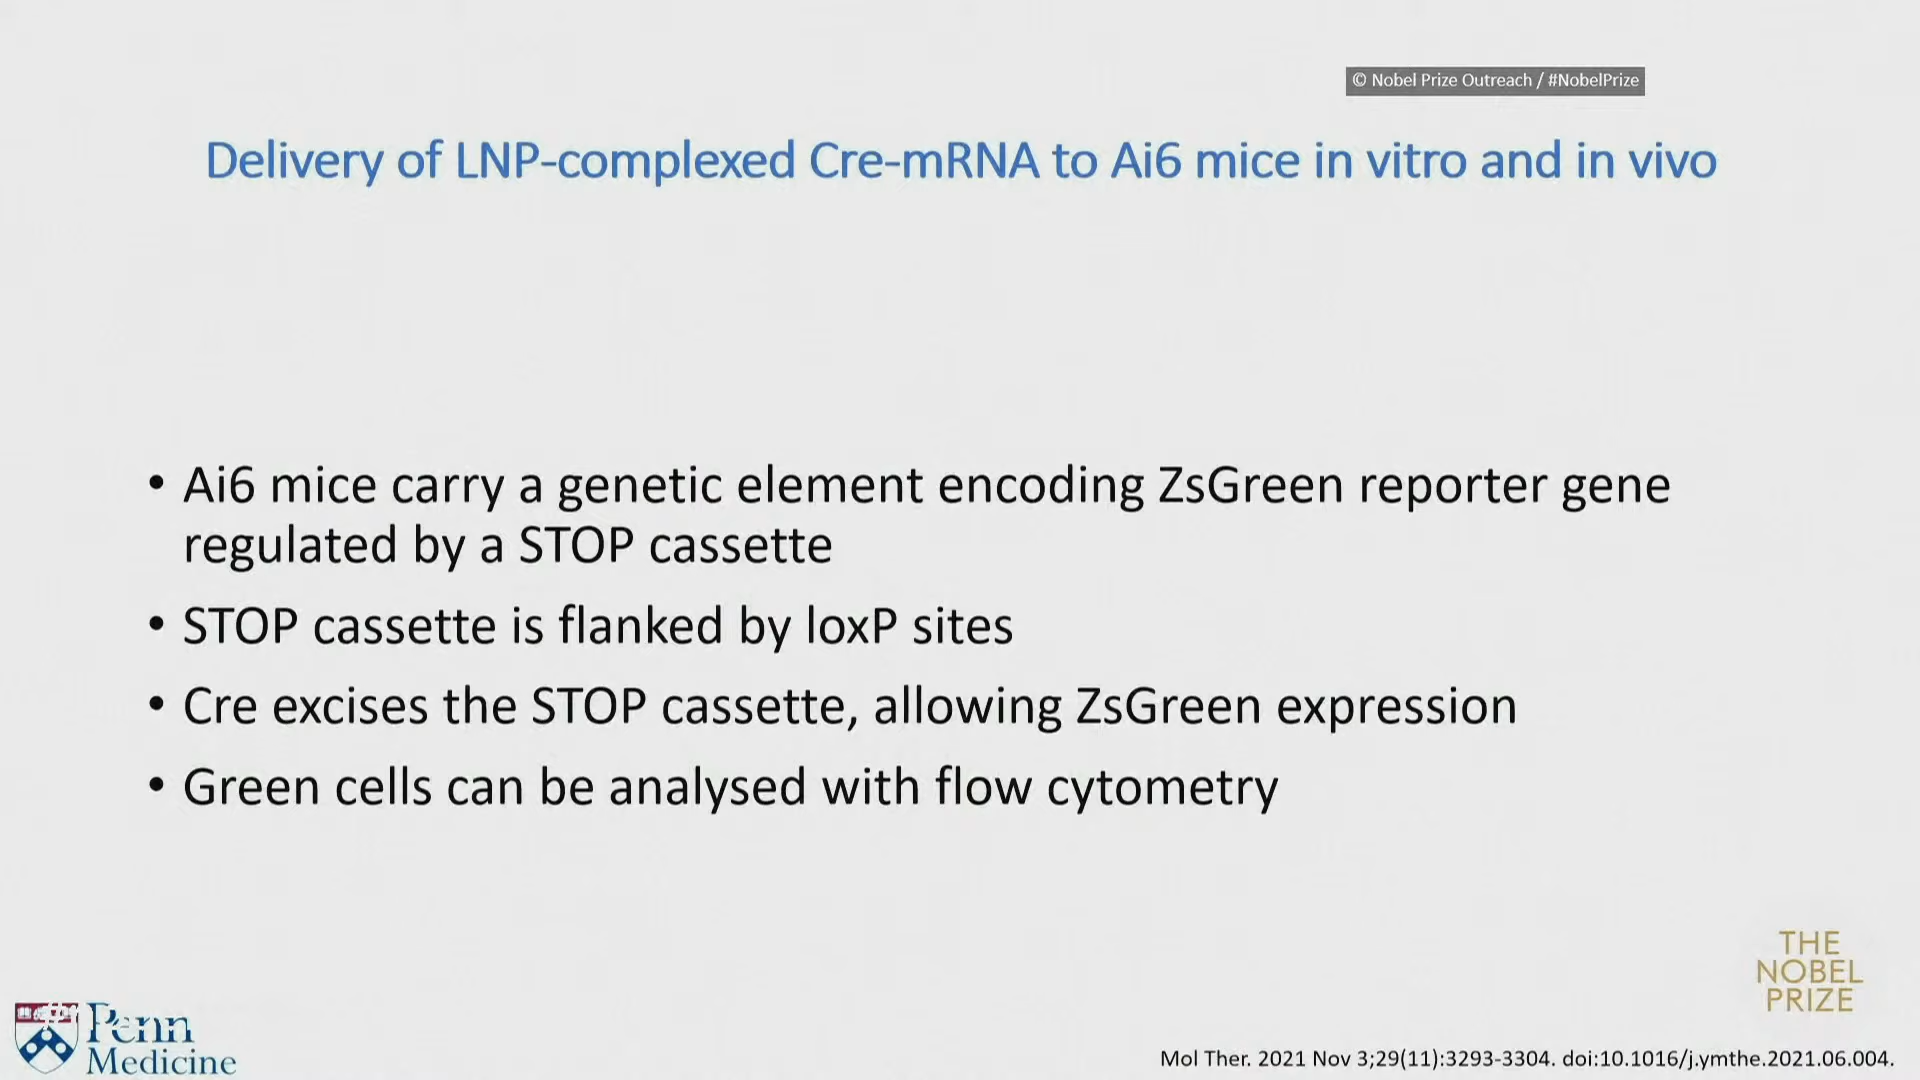 © Nobel Prize Outreach / #NobelPrize
Delivery of LNP-complexed Cre-mRNA to Ai6 mice in vitro and in vivo
• Ai6 mice carry a genetic element encoding ZsGreen reporter gene
regulated by a STOP cassette
• STOP cassette is flanked by loxP sites
• Cre excises the STOP cassette, allowing ZsGreen expression
• Green cells can be analysed with flow cytometry
THE
NOBEL
PRIZE
Penn
Medicine
Mol Ther. 2021 Nov 3;29(11):3293-3304. doi:10.1016/j.ymthe.2021.06.004.